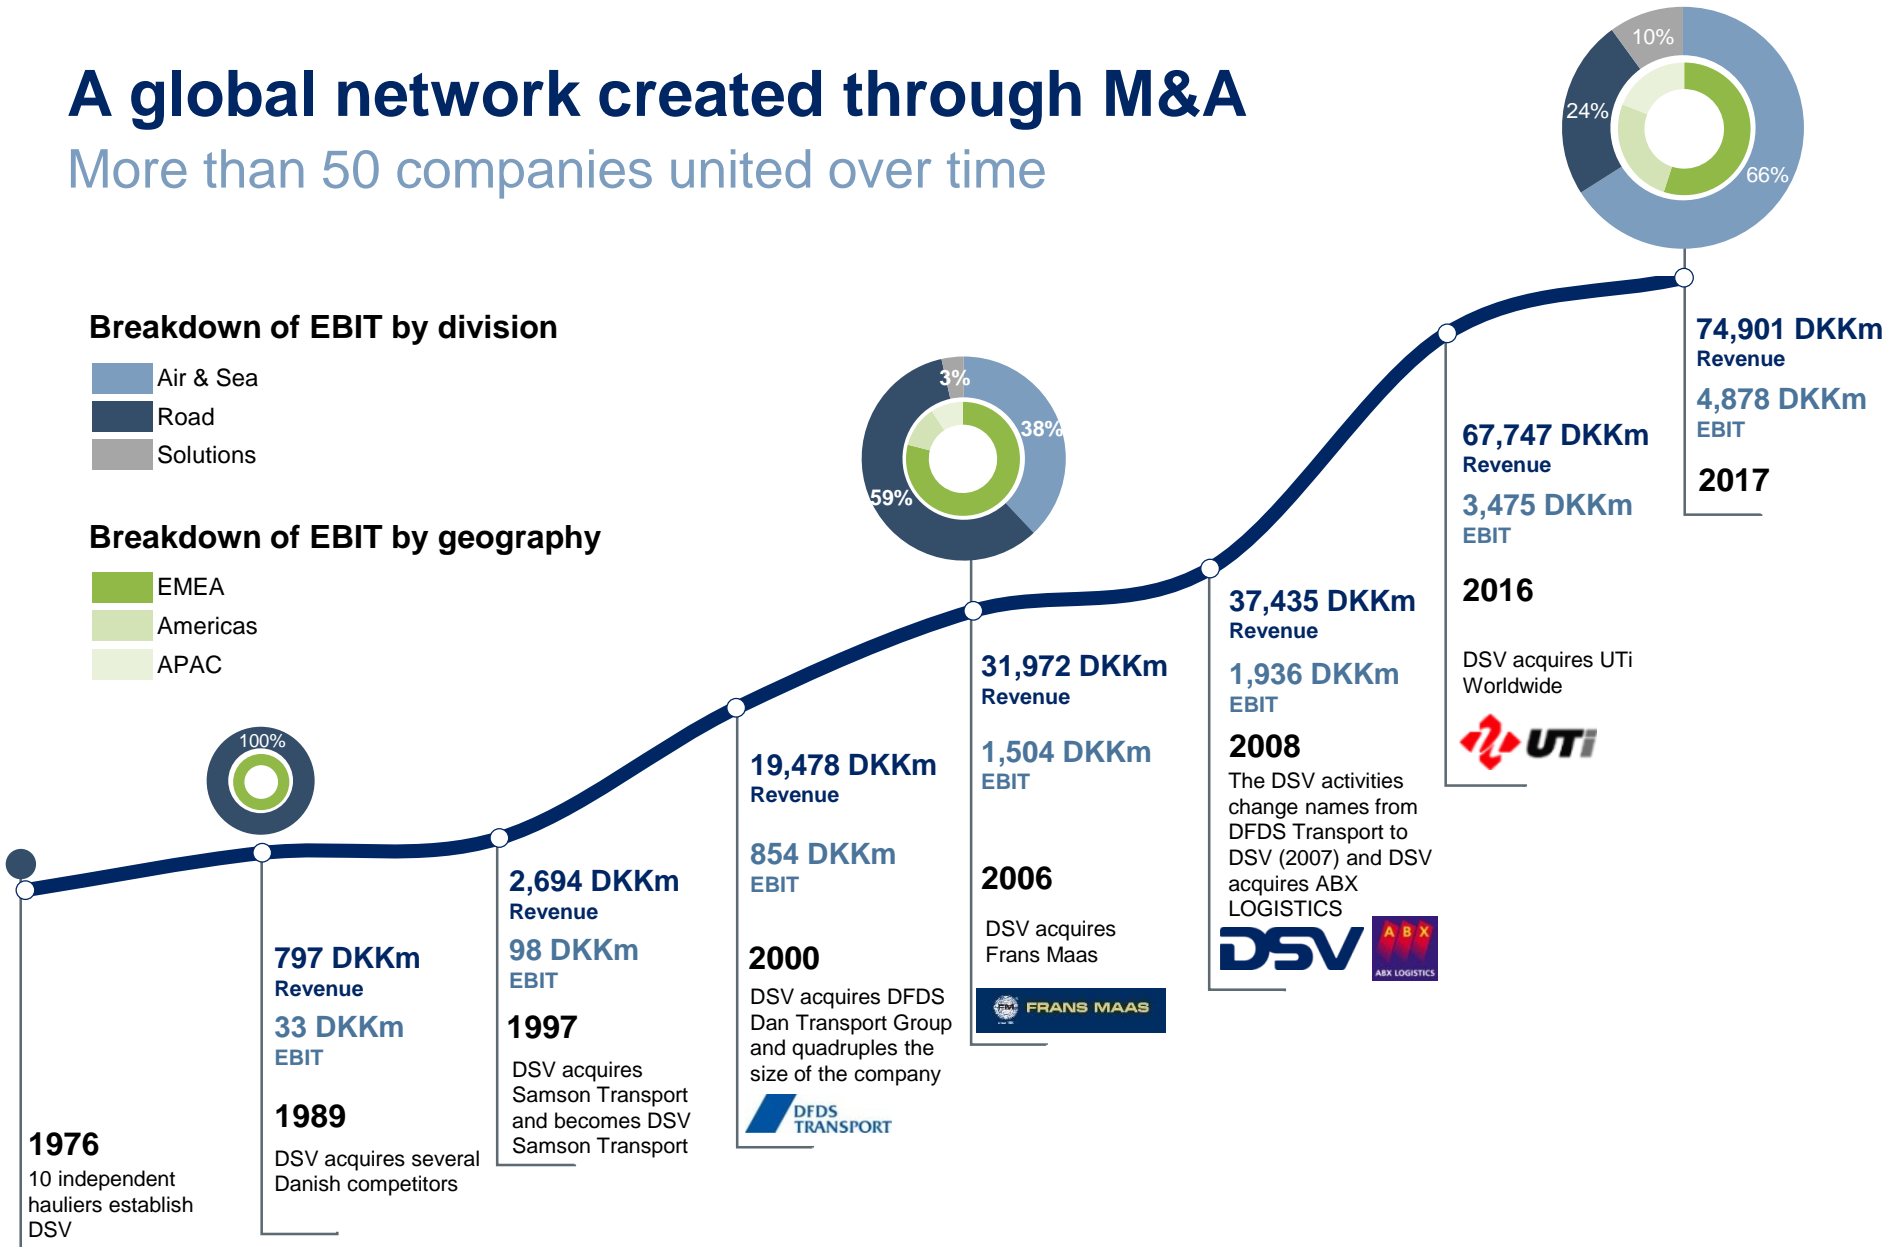 A global network created through M&A
More than 50 companies united over time
10%
24%
66%
Breakdown of EBIT by division
Air & Sea
Road
Solutions
Breakdown of EBIT by geography
EMEA
Americas
APAC
100%
3%
38%
59%
1976
10 independent
hauliers establish
DSV
797 DKKm
Revenue
33 DKKm
EBIT
1989
DSV acquires several
Danish competitors
2,694 DKKm
Revenue
98 DKKm
EBIT
1997
DSV acquires
Samson Transport
and becomes DSV
Samson Transport
19,478 DKKm
Revenue
854 DKKm
EBIT
2000
DSV acquires DFDS
Dan Transport Group
and quadruples the
size of the company
DFDS
TRANSPORT
31,972 DKKm
Revenue
1,504 DKKm
EBIT
2006
DSV acquires
Frans Maas
FM
FRANS MAAS
37,435 DKKm
Revenue
1,936 DKKm
EBIT
2008
The DSV activities
change names from
DFDS Transport to
DSV (2007) and DSV
acquires ABX
LOGISTICS
DSV
ABX
ABX LOGISTICS
67,747 DKKm
Revenue
3,475 DKKm
EBIT
2016
DSV acquires UTi
Worldwide
UTi
74,901 DKKm
Revenue
4,878 DKKm
EBIT
2017